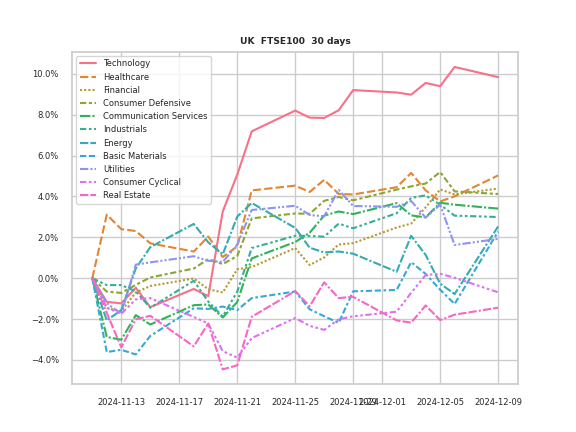 UK  FTSE100  30 days
10.0%
8.0%
6.0%
4.0%
2.0%
0.0%
−2.0%
−4.0%
Technology
Healthcare
Financial
Consumer Defensive
Communication Services
Industrials
Energy
Basic Materials
Utilities
Consumer Cyclical
Real Estate
2024-11-13
2024-11-17
2024-11-21
2024-11-25
2024-11-29
2024-12-01
2024-12-05
2024-12-09